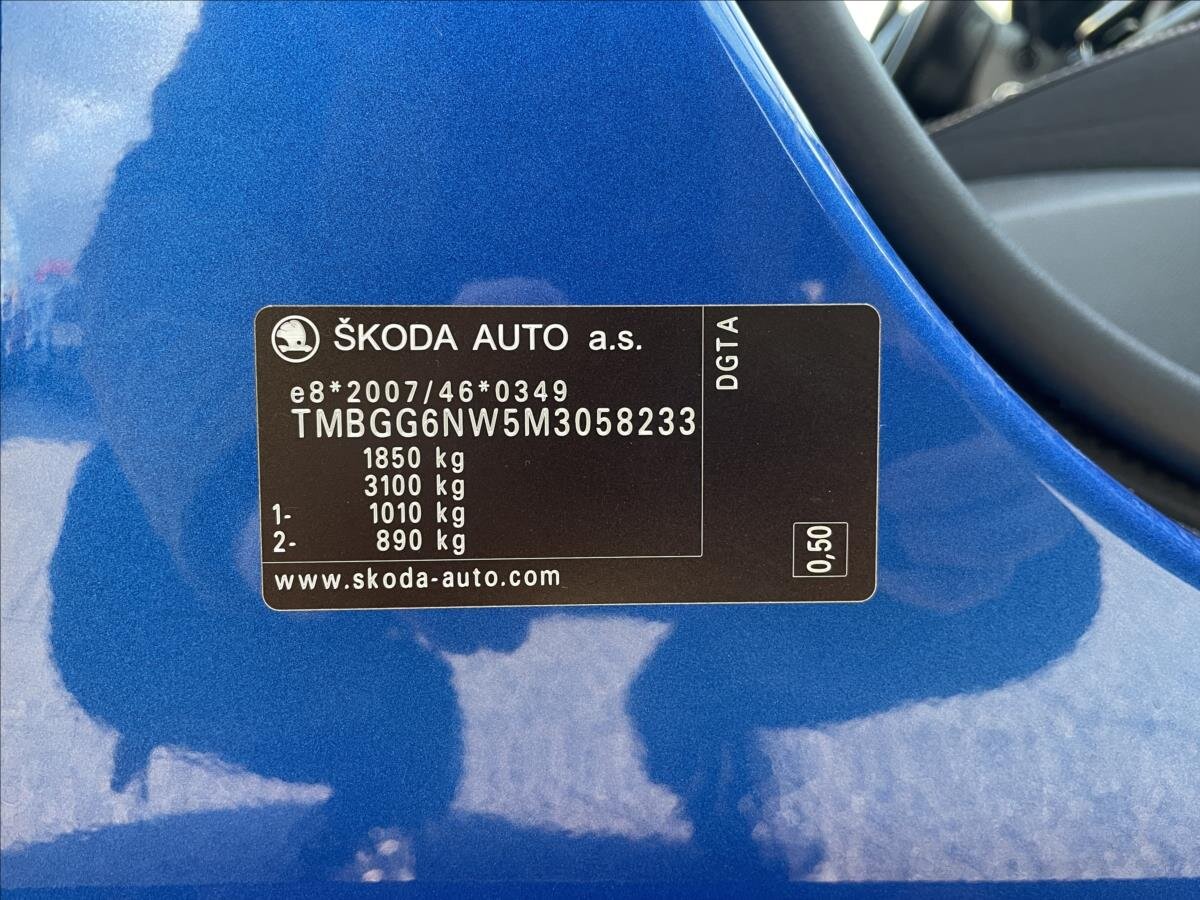 ŠKODA AUTO a.s.
e8*2007/46*0349
TMBGG6NW5M3058233
1850 kg
3100 kg
1- 1010 kg
2- 890 kg
www.skoda-auto.com
DGTA
0,50